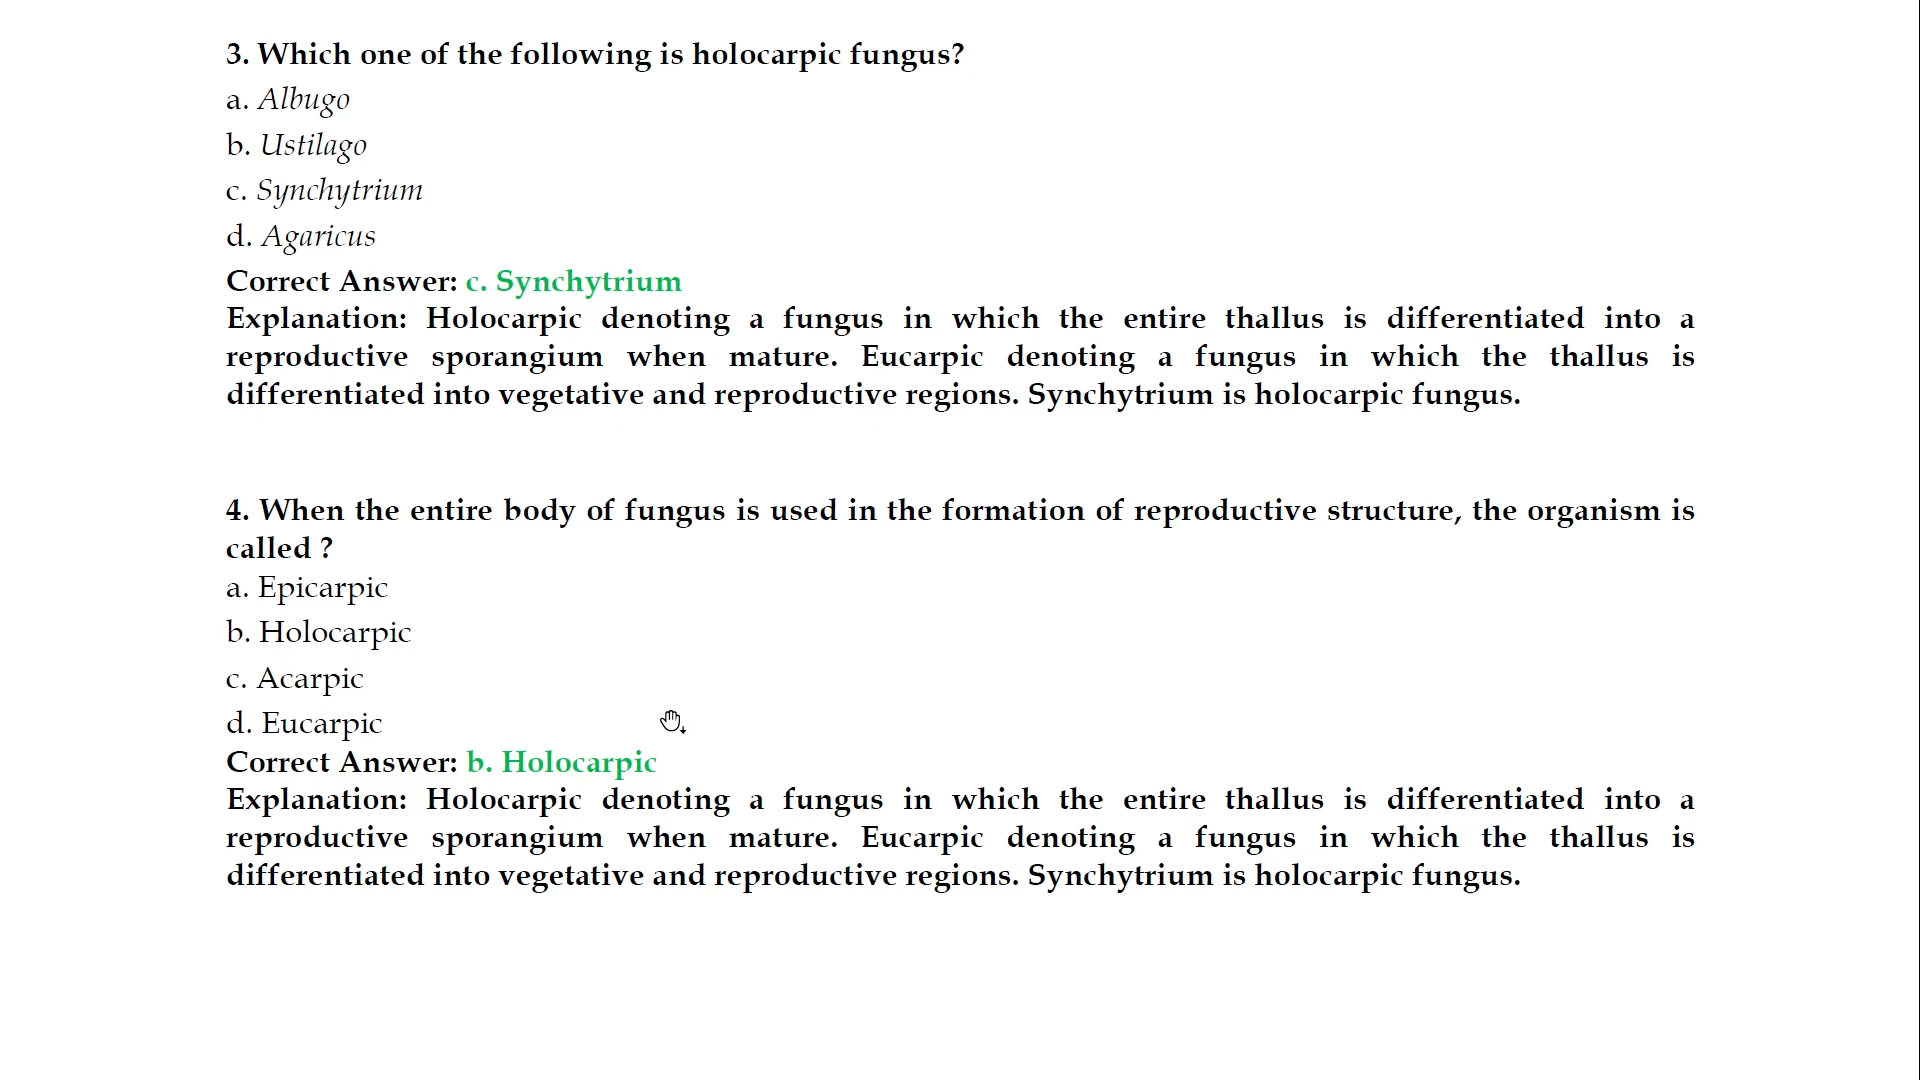 3. Which one of the following is holocarpic fungus?
a. Albugo
b. Ustilago
c. Synchytrium
d. Agaricus
Correct Answer: c. Synchytrium
Explanation: Holocarpic denoting a fungus in which the entire thallus is differentiated into a
reproductive sporangium when mature. Eucarpic denoting a fungus in which the thallus is
differentiated into vegetative and reproductive regions. Synchytrium is holocarpic fungus.
4. When the entire body of fungus is used in the formation of reproductive structure, the organism is
called ?
a. Epicarpic
b. Holocarpic
c. Acarpic
d. Eucarpic
Correct Answer: b. Holocarpic
Explanation: Holocarpic denoting a fungus in which the entire thallus is differentiated into a
reproductive sporangium when mature. Eucarpic denoting a fungus in which the thallus is
differentiated into vegetative and reproductive regions. Synchytrium is holocarpic fungus.